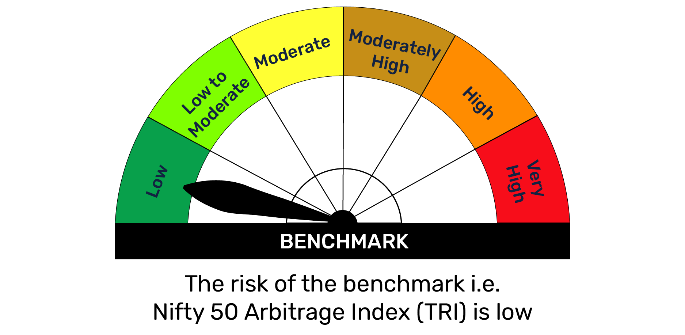 Low
Low to
Moderate
Moderate
Moderately
High
High
Very
High
BENCHMARK
The risk of the benchmark i.e.
Nifty 50 Arbitrage Index (TRI) is low